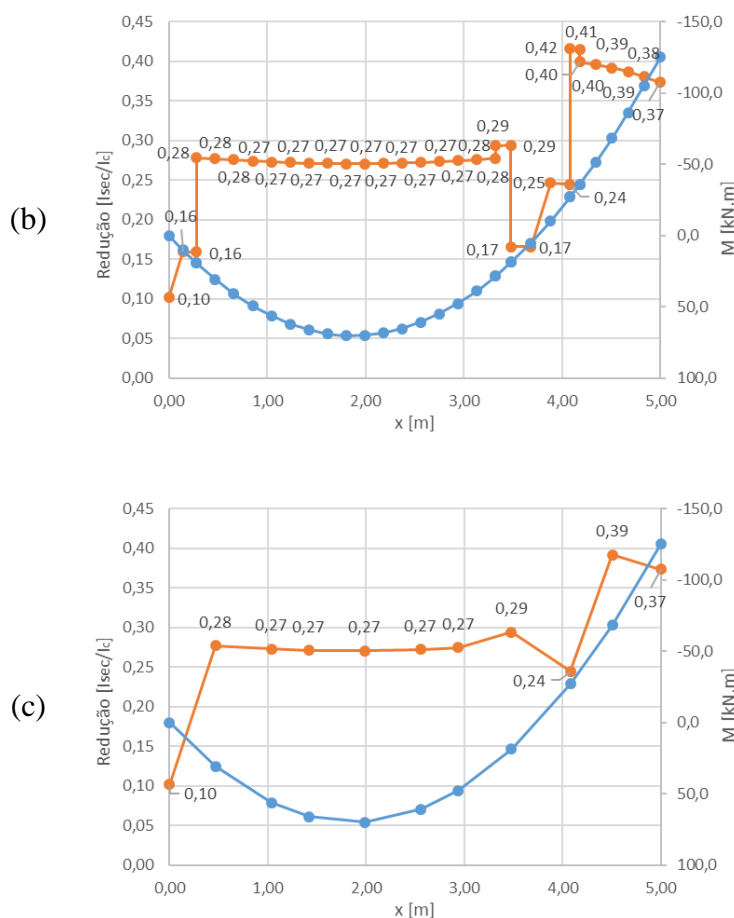 (b)
Redução [Isec/Ic]
0,45
0,40
0,35
0,30
0,25
0,20
0,15
0,10
0,05
0,00
0,42 0,41 0,39 0,38
0,40 0,40 0,39 0,37
0,29
0,28 0,27 0,27 0,27 0,27 0,27 0,28 0,29
0,28 0,28 0,27 0,27 0,27 0,27 0,27 0,28
0,25 0,24
0,16
0,16 0,17 0,17
0,10
-150,0
-100,0
-50,0
0,0
50,0
100,0
M [kN.m]
0,00 1,00 2,00 3,00 4,00 5,00
x [m]
(c)
Redução [Isec/Ic]
0,45
0,40
0,35
0,30
0,25
0,20
0,15
0,10
0,05
0,00
0,39
0,37
0,28 0,27 0,27 0,27 0,27 0,27 0,29
0,24
0,10
-150,0
-100,0
-50,0
0,0
50,0
100,0
M [kN.m]
0,00 1,00 2,00 3,00 4,00 5,00
x [m]